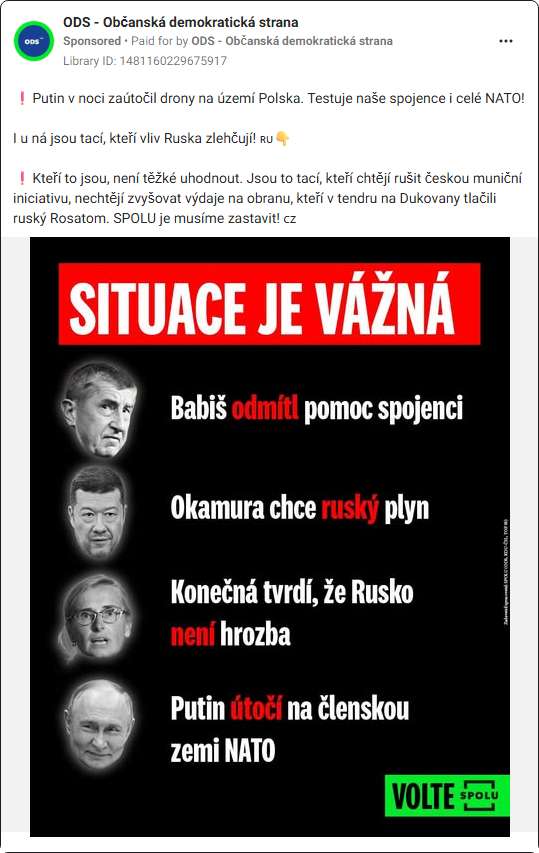 ODS - Občanská demokratická strana
Sponsored • Paid for by ODS - Občanská demokratická strana
Library ID: 1481160229675917
❗ Putin v noci zaútočil drony na území Polska. Testuje naše spojence i celé NATO!
I u ná jsou tací, kteří vliv Ruska zlehčují! RU👇
❗ Kteří to jsou, není těžké uhodnout. Jsou to tací, kteří chtějí rušit českou muniční
iniciativu, nechtějí zvyšovat výdaje na obranu, kteří v tendru na Dukovany tlačili
ruský Rosatom. SPOLU je musíme zastavit! CZ
SITUACE JE VÁŽNÁ
Babiš odmítl pomoc spojenci
Okamura chce ruský plyn
Konečná tvrdí, že Rusko
není hrozba
Putin útočí na členskou
zemi NATO
VOLTE SPOLU